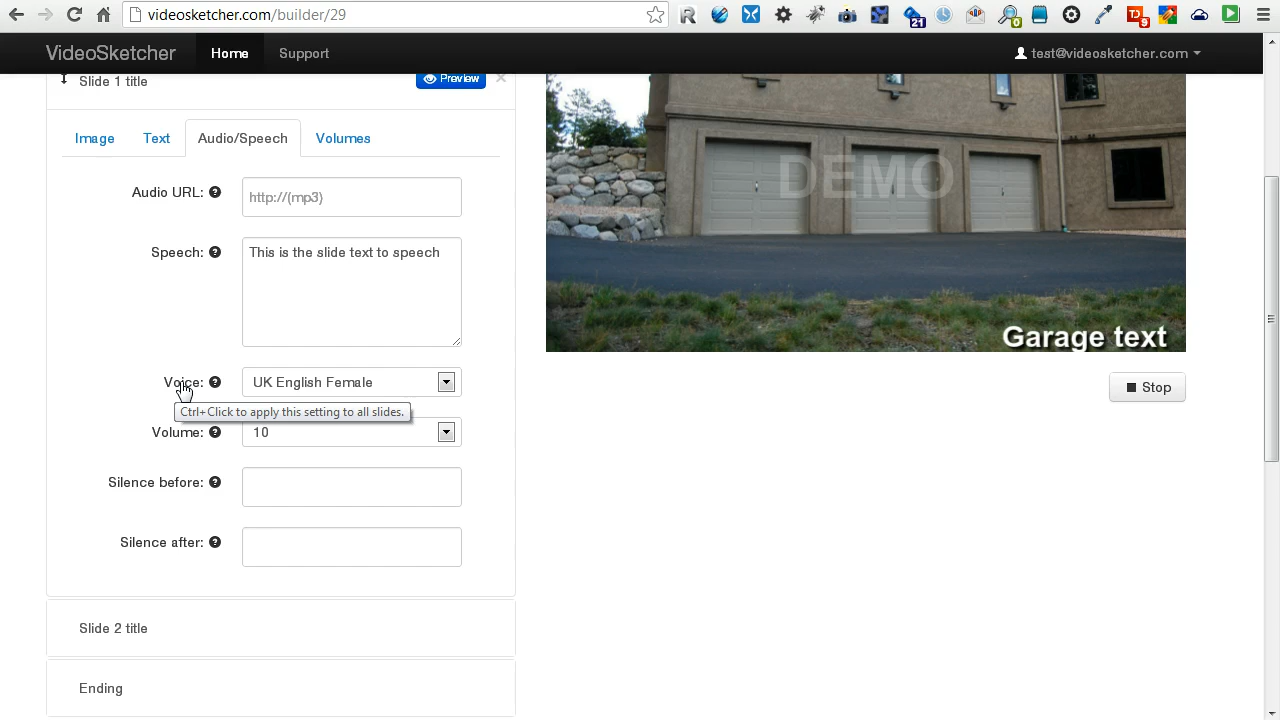 videosketcher.com/builder/29
21
0
9
VideoSketcher
Home
Support
test@videosketcher.com
Slide 1 title
Preview
Image
Text
Audio/Speech
Volumes
Audio URL:
http://(mp3)
Speech:
This is the slide text to speech
Voice:
UK English Female
Ctrl+Click to apply this setting to all slides.
Volume:
10
Silence before:
Silence after:
Slide 2 title
Ending
DEMO
Garage text
Stop